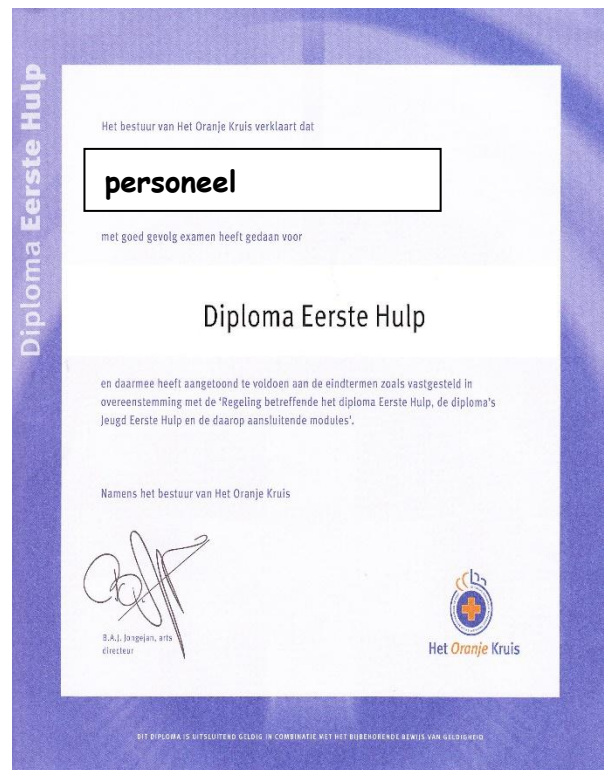 Diploma Eerste Hulp
Het bestuur van Het Oranje Kruis verklaart dat
personeel
met goed gevolg examen heeft gedaan voor
Diploma Eerste Hulp
en daarmee heeft aangetoond te voldoen aan de eindtermen zoals vastgesteld in
overeenstemming met de ‘Regeling betreffende het diploma Eerste Hulp, de diploma's
Jeugd Eerste Hulp en de daarop aansluitende modules’.
Namens het bestuur van Het Oranje Kruis
B.A.J. Jongejan, arts
directeur
Het Oranje Kruis
DIT DIPLOMA IS UITSLUITEND GELDIG IN COMBINATIE MET HET BIJBEHORENDE BEWIJS VAN GELDIGHEID